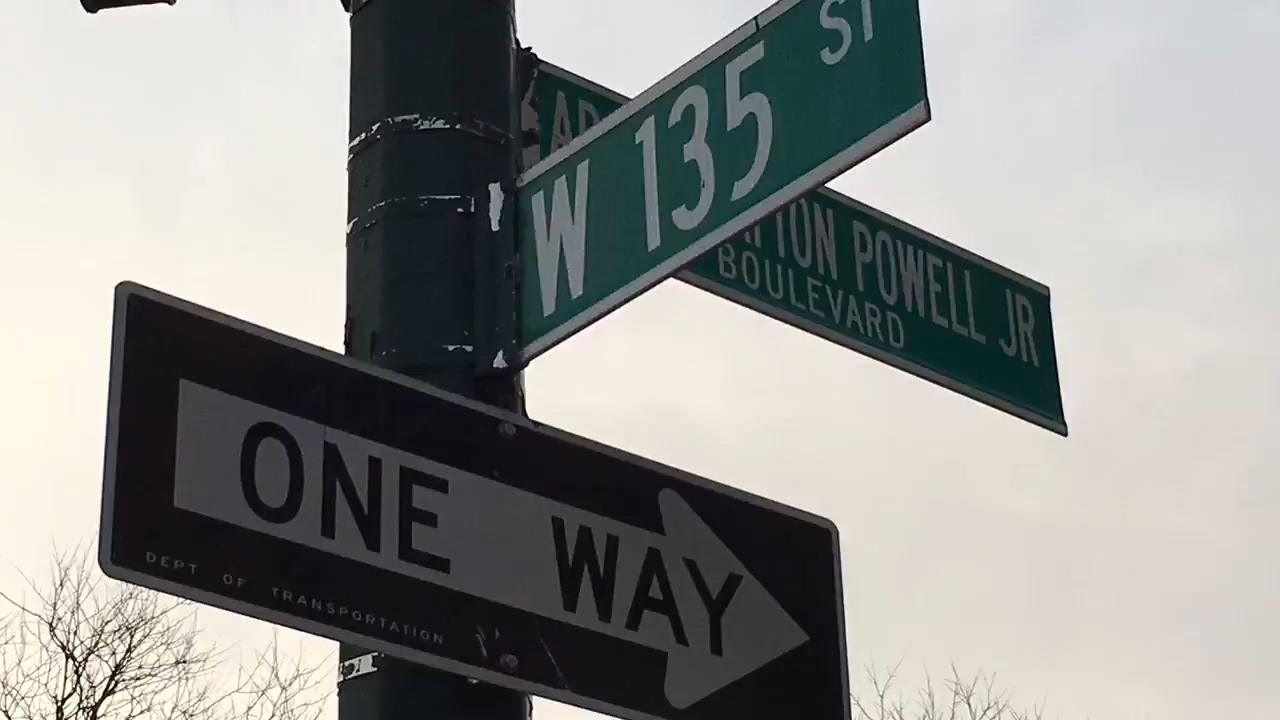 W 135 ST
POWELL JR
BOULEVARD
ONE WAY
DEPT OF TRANSPORTATION